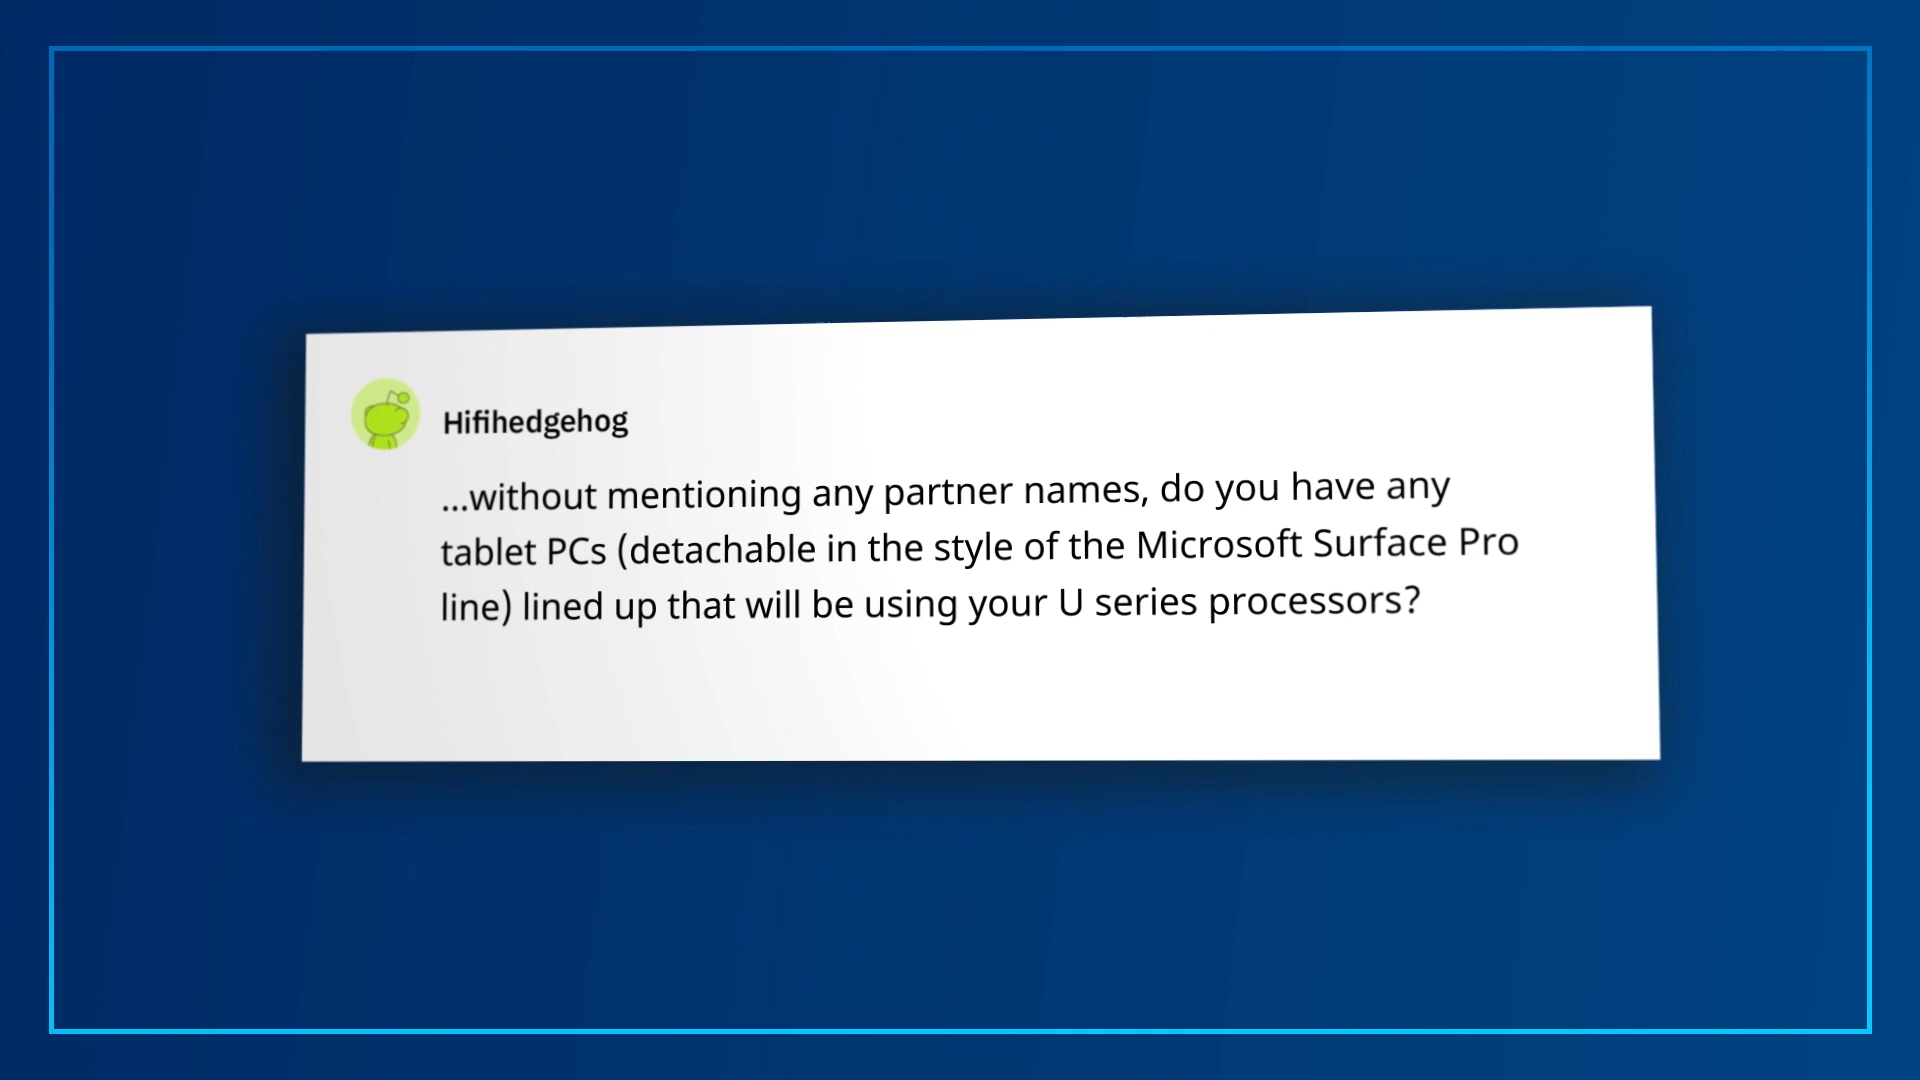 Hifihedgehog
...without mentioning any partner names, do you have any
tablet PCs (detachable in the style of the Microsoft Surface Pro
line) lined up that will be using your U series processors?